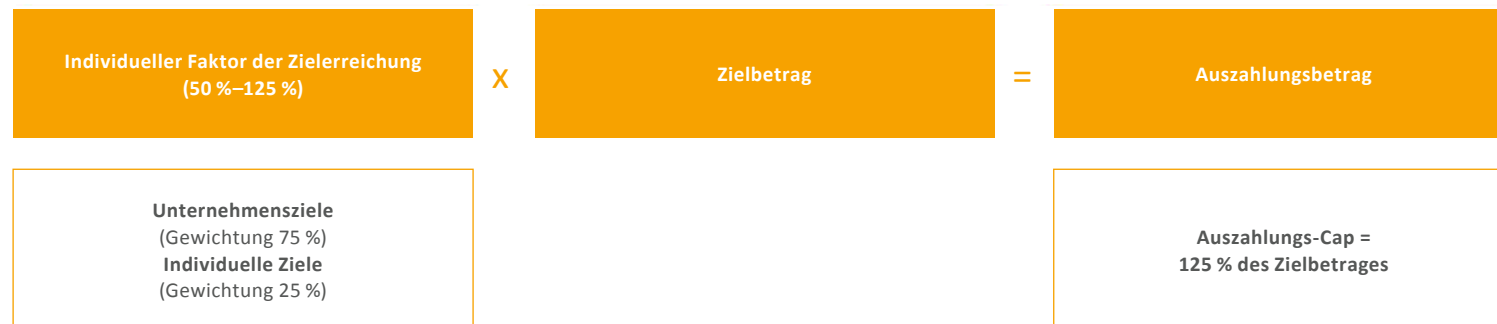 Individueller Faktor der Zielerreichung
(50 %–125 %)
x
Zielbetrag
=
Auszahlungsbetrag
Unternehmensziele
(Gewichtung 75 %)
Individuelle Ziele
(Gewichtung 25 %)
Auszahlungs-Cap =
125 % des Zielbetrages